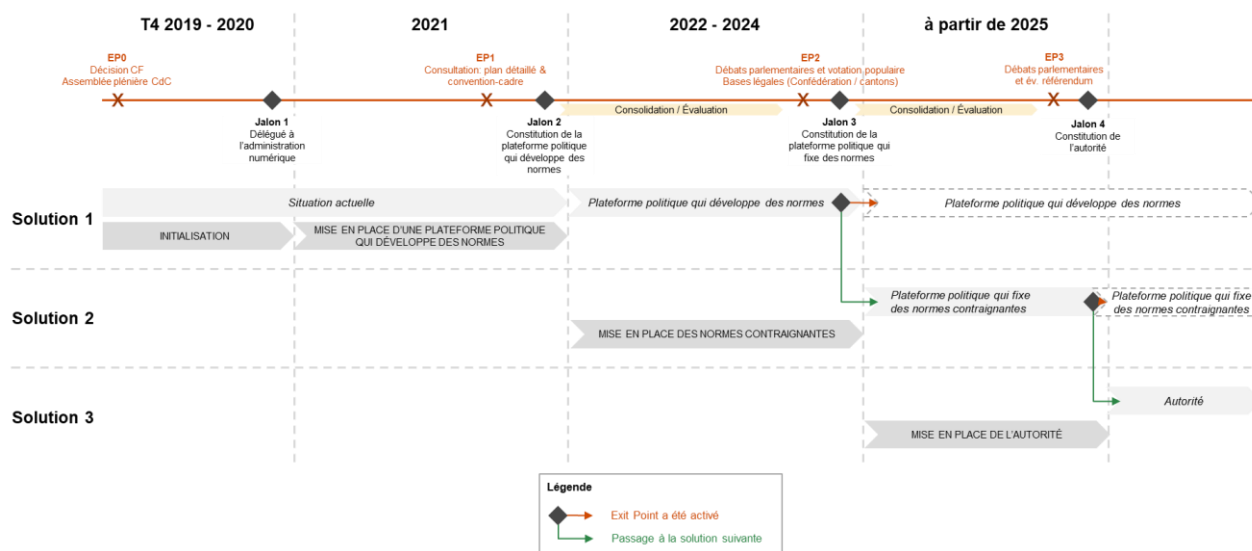 T4 2019 - 2020
2021
2022 - 2024
à partir de 2025
EP0
Décision CF
Assemblée plénière CdC
EP1
Consultation: plan détaillé &
convention-cadre
EP2
Débats parlementaires et votation populaire
Bases légales (Confédération / cantons)
EP3
Débats parlementaires
et év. référendum
X
X
X
X
Consolidation / Évaluation
Consolidation / Évaluation
Jalon 1
Délégué à
l'administration
numérique
Jalon 2
Constitution de la
plateforme politique
qui développe des
normes
Jalon 3
Constitution de la
plateforme politique qui
fixe des normes
Jalon 4
Constitution de
l'autorité
Solution 1
Situation actuelle
Plateforme politique qui développe des normes
Plateforme politique qui développe des normes
INITIALISATION
MISE EN PLACE D'UNE PLATEFORME POLITIQUE
QUI DÉVELOPPE DES NORMES
Solution 2
Plateforme politique qui fixe
des normes contraignantes
Plateforme politique qui fixe
des normes contraignantes
MISE EN PLACE DES NORMES CONTRAIGNANTES
Solution 3
Autorité
MISE EN PLACE DE L'AUTORITÉ
Légende
Exit Point a été activé
Passage à la solution suivante